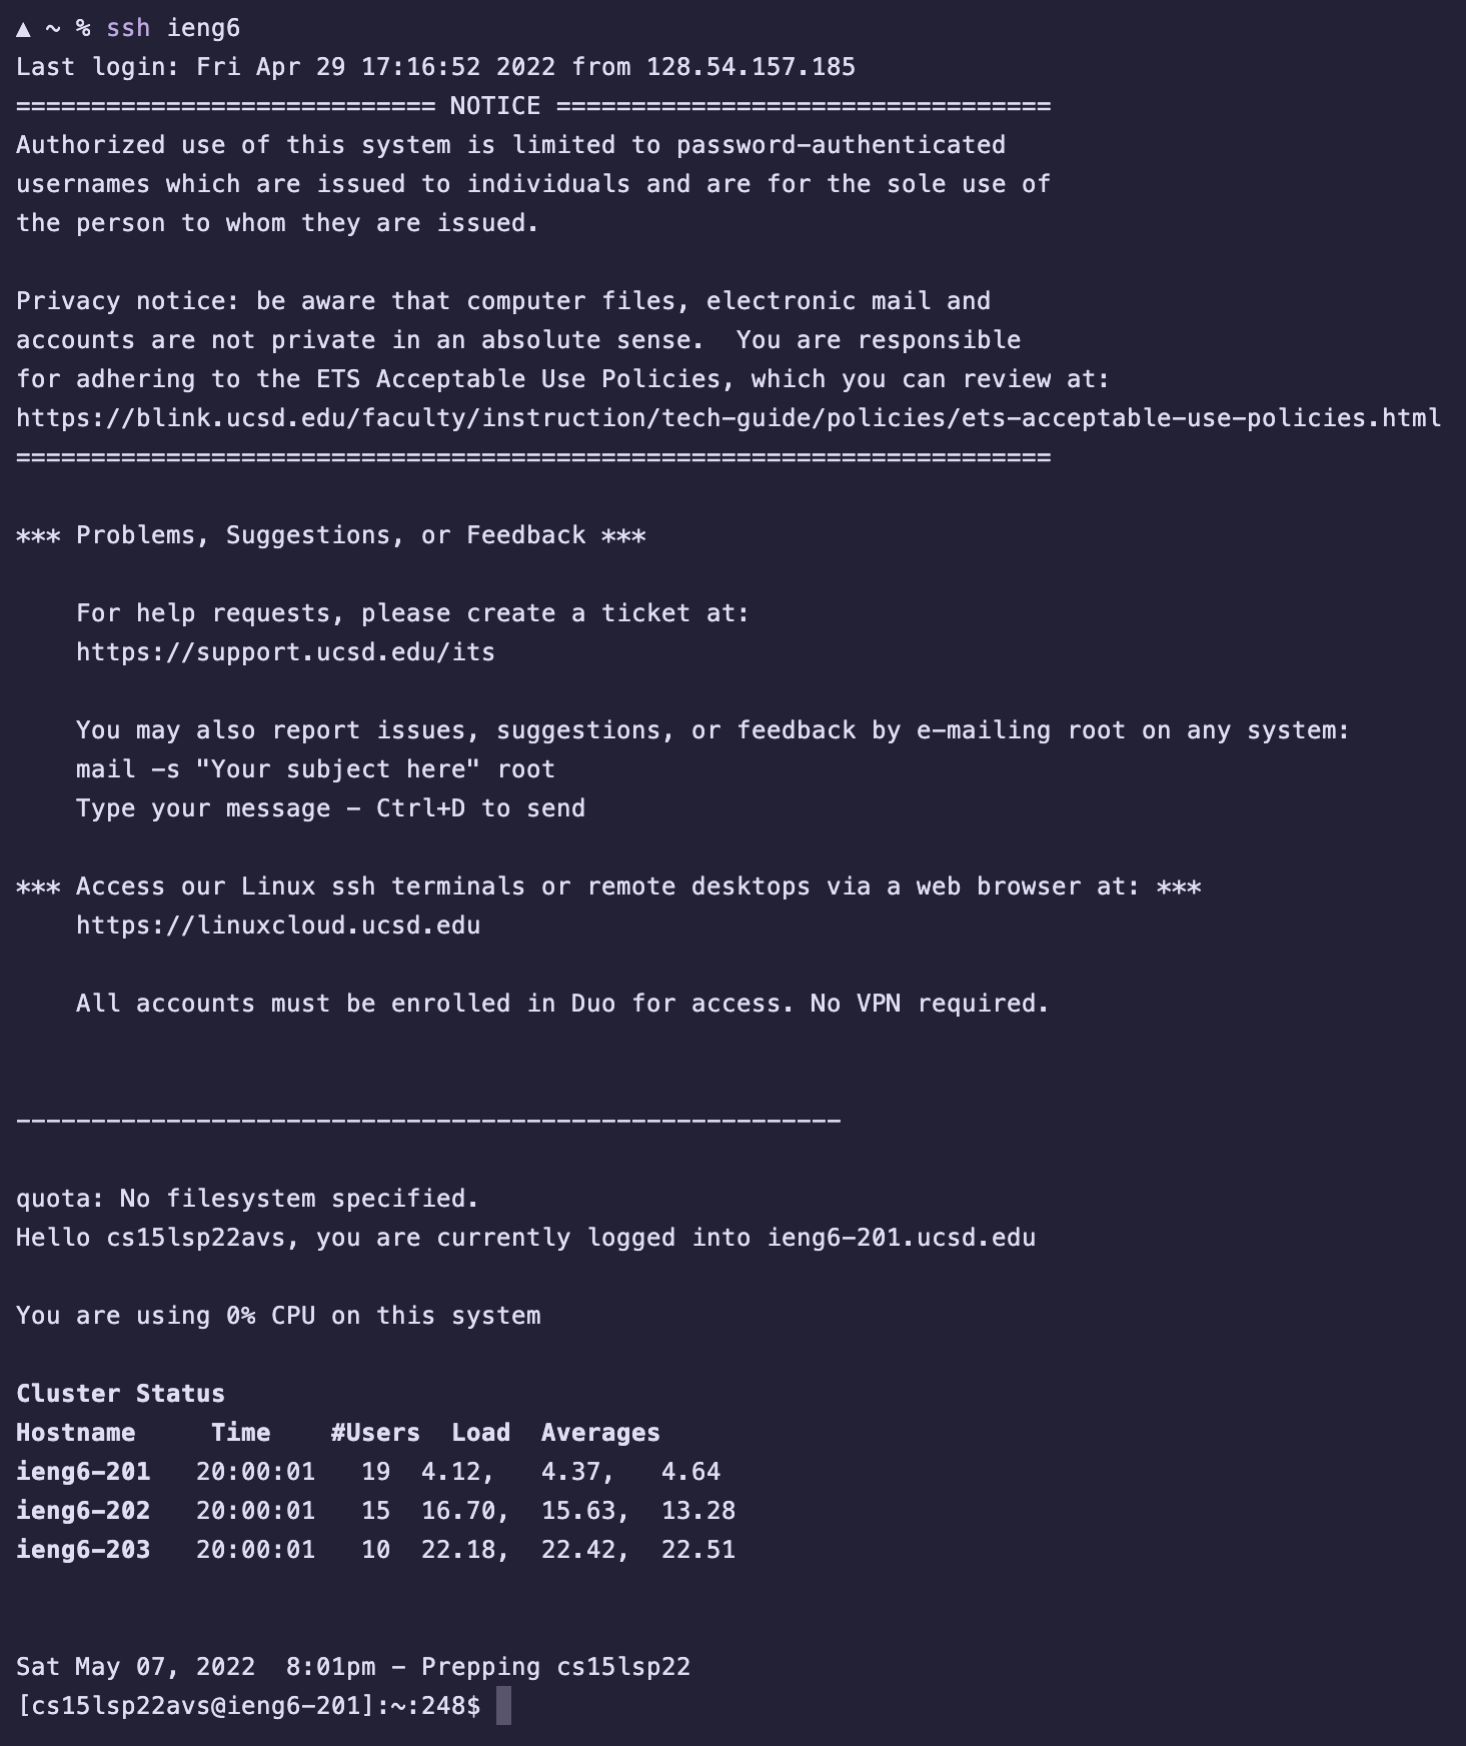 ▲ ~ % ssh ieng6
Last login: Fri Apr 29 17:16:52 2022 from 128.54.157.185
============================ NOTICE =================================
Authorized use of this system is limited to password-authenticated
usernames which are issued to individuals and are for the sole use of
the person to whom they are issued.

Privacy notice: be aware that computer files, electronic mail and
accounts are not private in an absolute sense.  You are responsible
for adhering to the ETS Acceptable Use Policies, which you can review at:
https://blink.ucsd.edu/faculty/instruction/tech-guide/policies/ets-acceptable-use-policies.html
=====================================================================

*** Problems, Suggestions, or Feedback ***

    For help requests, please create a ticket at:
    https://support.ucsd.edu/its

    You may also report issues, suggestions, or feedback by e-mailing root on any system:
    mail -s "Your subject here" root
    Type your message - Ctrl+D to send

*** Access our Linux ssh terminals or remote desktops via a web browser at: ***
    https://linuxcloud.ucsd.edu

    All accounts must be enrolled in Duo for access. No VPN required.


-------------------------------------------------------

quota: No filesystem specified.
Hello cs15lsp22avs, you are currently logged into ieng6-201.ucsd.edu

You are using 0% CPU on this system

Cluster Status
Hostname     Time    #Users  Load  Averages
ieng6-201   20:00:01   19  4.12,   4.37,   4.64
ieng6-202   20:00:01   15  16.70,  15.63,  13.28
ieng6-203   20:00:01   10  22.18,  22.42,  22.51


Sat May 07, 2022  8:01pm - Prepping cs15lsp22
[cs15lsp22avs@ieng6-201]:~:248$